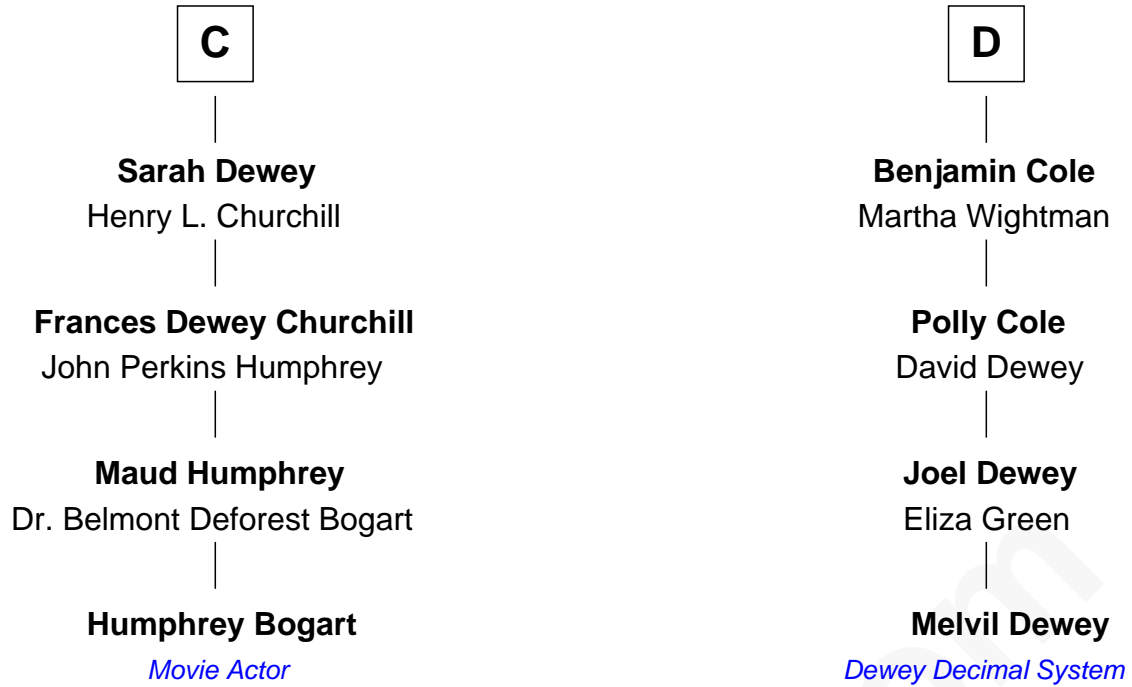 C
Sarah Dewey
Henry L. Churchill
Frances Dewey Churchill
John Perkins Humphrey
Maud Humphrey
Dr. Belmont Deforest Bogart
Humphrey Bogart
Movie Actor
D
Benjamin Cole
Martha Wightman
Polly Cole
David Dewey
Joel Dewey
Eliza Green
Melvil Dewey
Dewey Decimal System